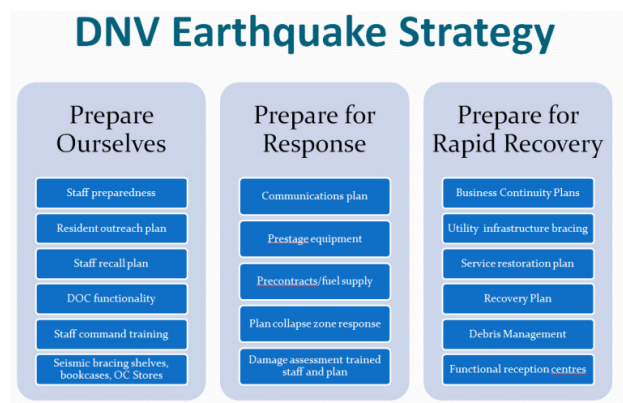 DNV Earthquake Strategy
Prepare
Ourselves
Staff preparedness
Resident outreach plan
Staff recall plan
DOC functionality
Staff command training
Seismic bracing shelves,
bookcases, OC Stores
Prepare for
Response
Communications plan
Prestage equipment
Precontracts/fuel supply
Plan collapse zone response
Damage assessment trained
staff and plan
Prepare for
Rapid Recovery
Business Continuity Plans
Utility infrastructure bracing
Service restoration plan
Recovery Plan
Debris Management
Functional reception centres